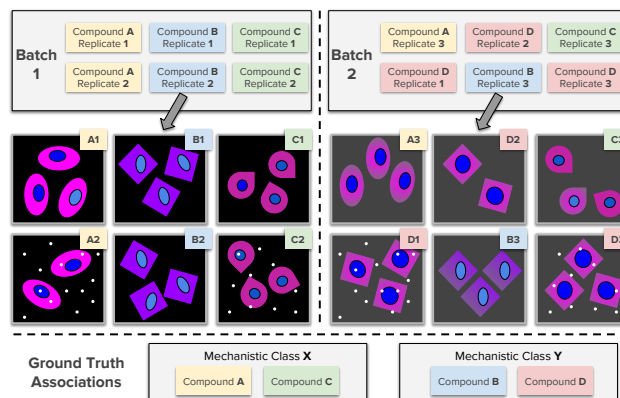 Batch 1
Compound A Replicate 1
Compound B Replicate 1
Compound C Replicate 1
Compound A Replicate 2
Compound B Replicate 2
Compound C Replicate 2
Batch 2
Compound A Replicate 3
Compound D Replicate 2
Compound C Replicate 3
Compound D Replicate 1
Compound B Replicate 3
Compound D Replicate 3
A1
B1
C1
A3
D2
A2
B2
C2
D1
B3
Ground Truth Associations
Mechanistic Class X
Compound A
Compound C
Mechanistic Class Y
Compound B
Compound D